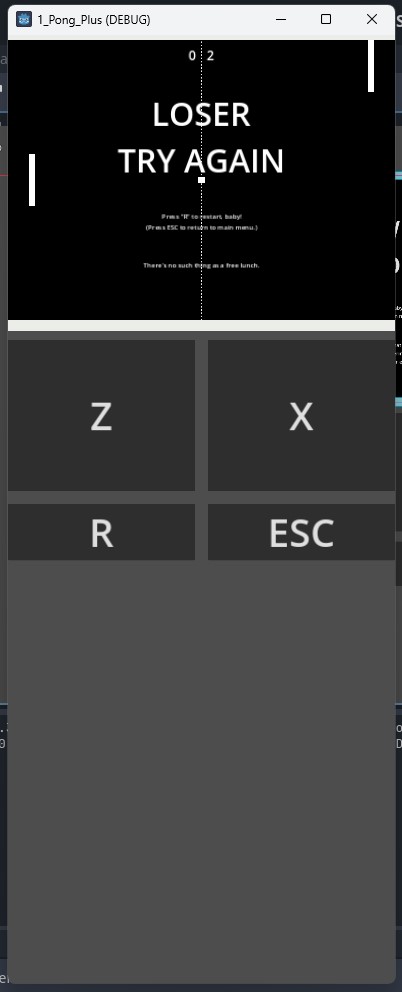 1_Pong_Plus (DEBUG)
0 2
LOSER
TRY AGAIN
Press "R" to restart, baby!
(Press ESC to return to main menu.)
There's no such thing as a free lunch.
Z
X
R
ESC